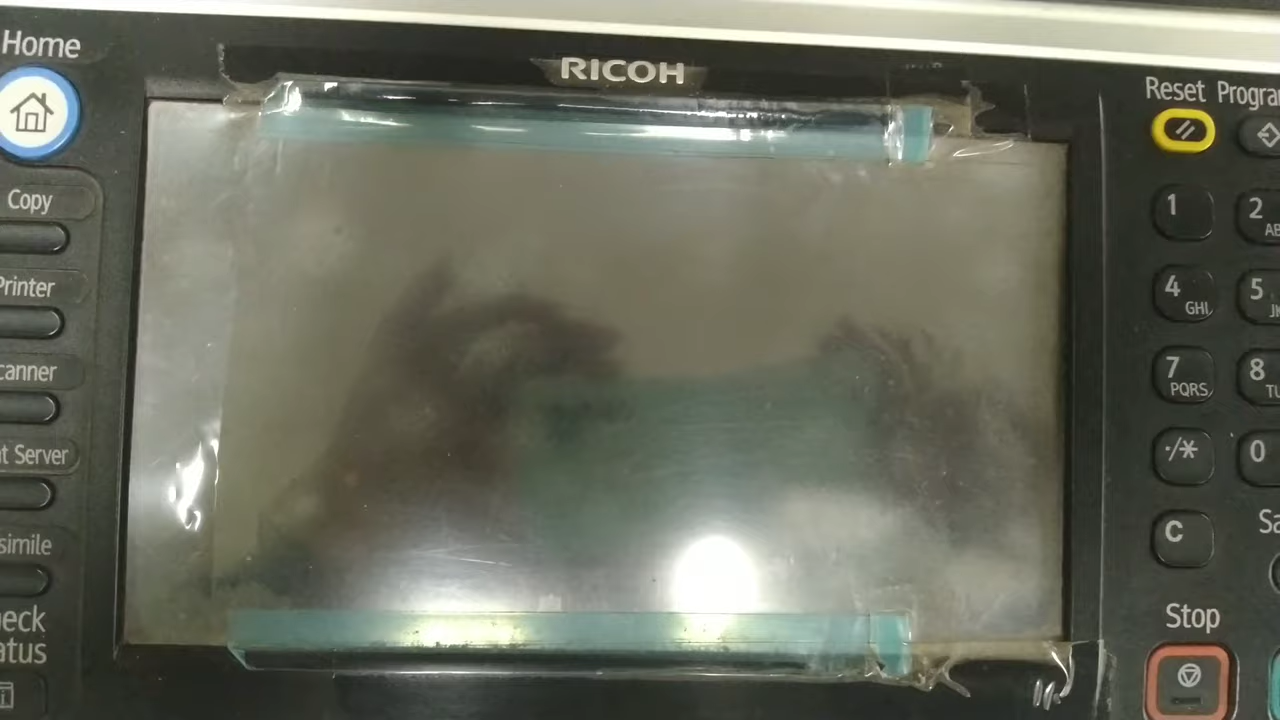 Home
RICOH
Reset
Copy
1
2
Printer
4 GHI
5
canner
7 PQRS
8
t Server
./*
0
simile
C
eck
atus
Stop